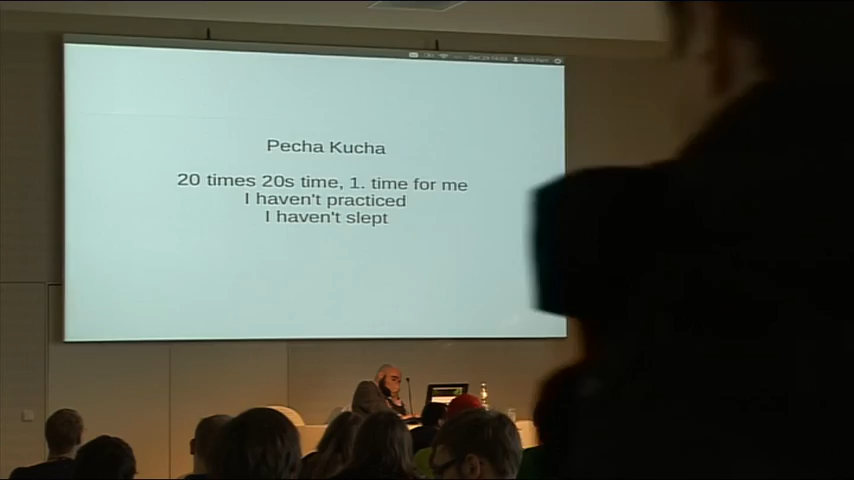 Pecha Kucha
20 times 20s time, 1. time for me
I haven't practiced
I haven't slept